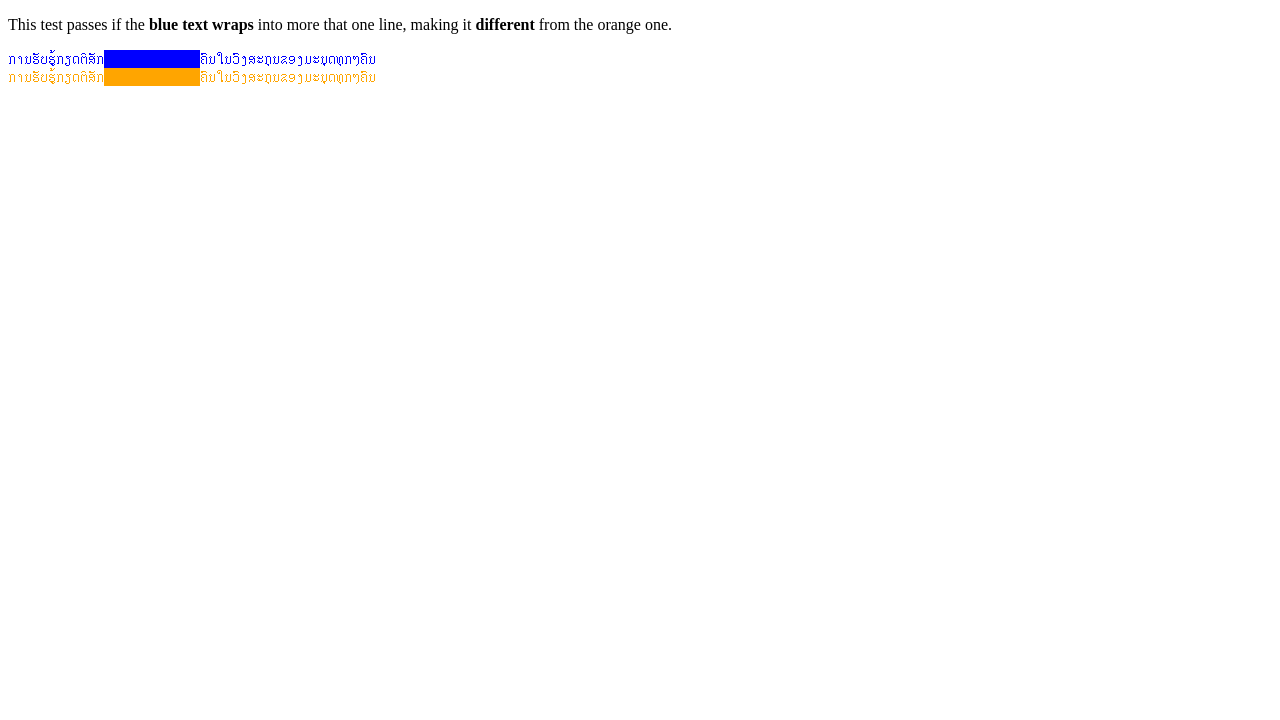 This test passes if the blue text wraps into more that one line, making it different from the orange one.
ການຮັບຮູ້ກຽດຕິສັກ ຄົນໃນວົງສະກຸນຂອງມະນຸດທຸກໆຄົນ
ການຮັບຮູ້ກຽດຕິສັກ ຄົນໃນວົງສະກຸນຂອງມະນຸດທຸກໆຄົນ